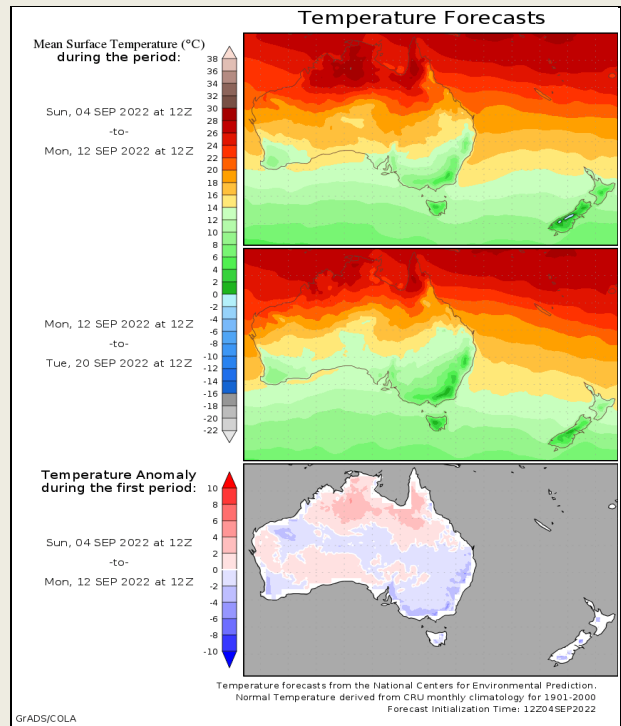 Temperature Forecasts
Mean Surface Temperature (°C)
during the period:
Sun, 04 SEP 2022 at 12Z
-to-
Mon, 12 SEP 2022 at 12Z
38
36
34
32
30
28
26
24
22
20
18
16
14
12
10
8
6
4
2
0
-2
-4
-6
-8
-10
-12
-14
-16
-18
-20
-22
Mon, 12 SEP 2022 at 12Z
-to-
Tue, 20 SEP 2022 at 12Z
Temperature Anomaly
during the first period:
Sun, 04 SEP 2022 at 12Z
-to-
Mon, 12 SEP 2022 at 12Z
10
8
6
4
2
0
-2
-4
-6
-8
-10
Temperature forecasts from the National Centers for Environmental Prediction.
Normal Temperature derived from CRU monthly climatology for 1901-2000
Forecast Initialization Time: 12Z04SEP2022
GrADS/COLA